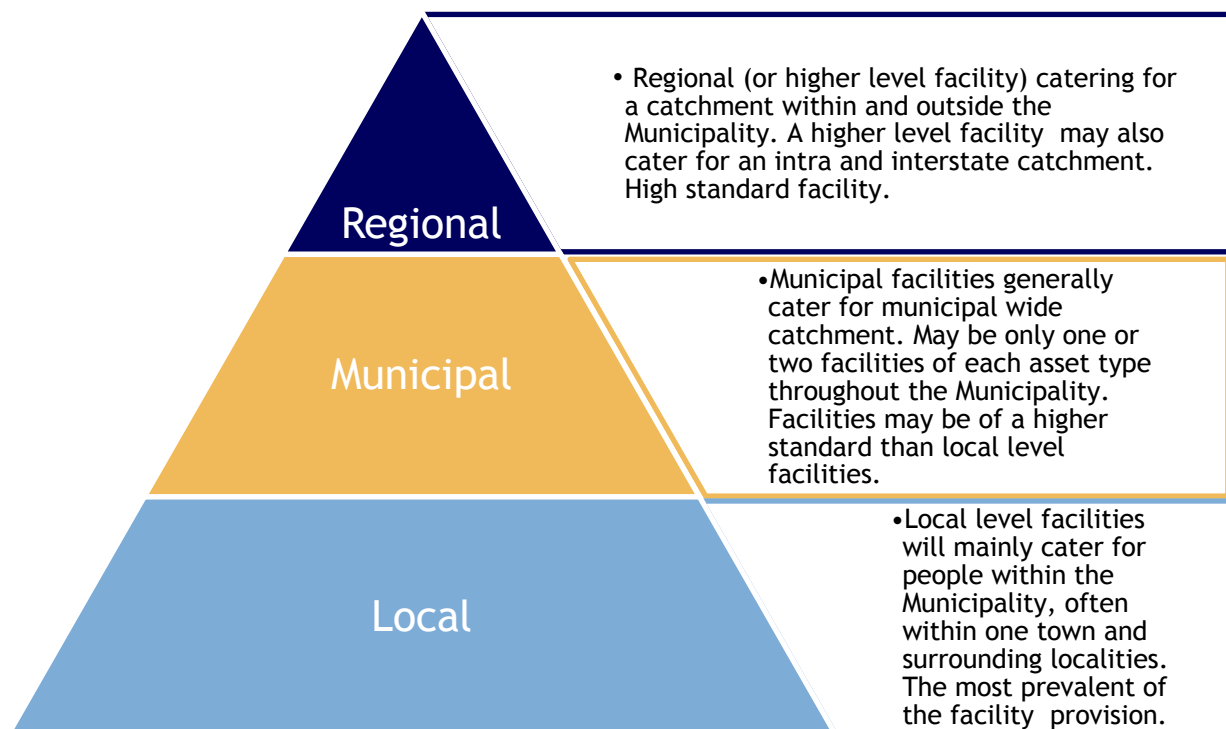 Regional
• Regional (or higher level facility) catering for
a catchment within and outside the
Municipality. A higher level facility may also
cater for an intra and interstate catchment.
High standard facility.
Municipal
•Municipal facilities generally
cater for municipal wide
catchment. May be only one or
two facilities of each asset type
throughout the Municipality.
Facilities may be of a higher
standard than local level
facilities.
Local
•Local level facilities
will mainly cater for
people within the
Municipality, often
within one town and
surrounding localities.
The most prevalent of
the facility provision.